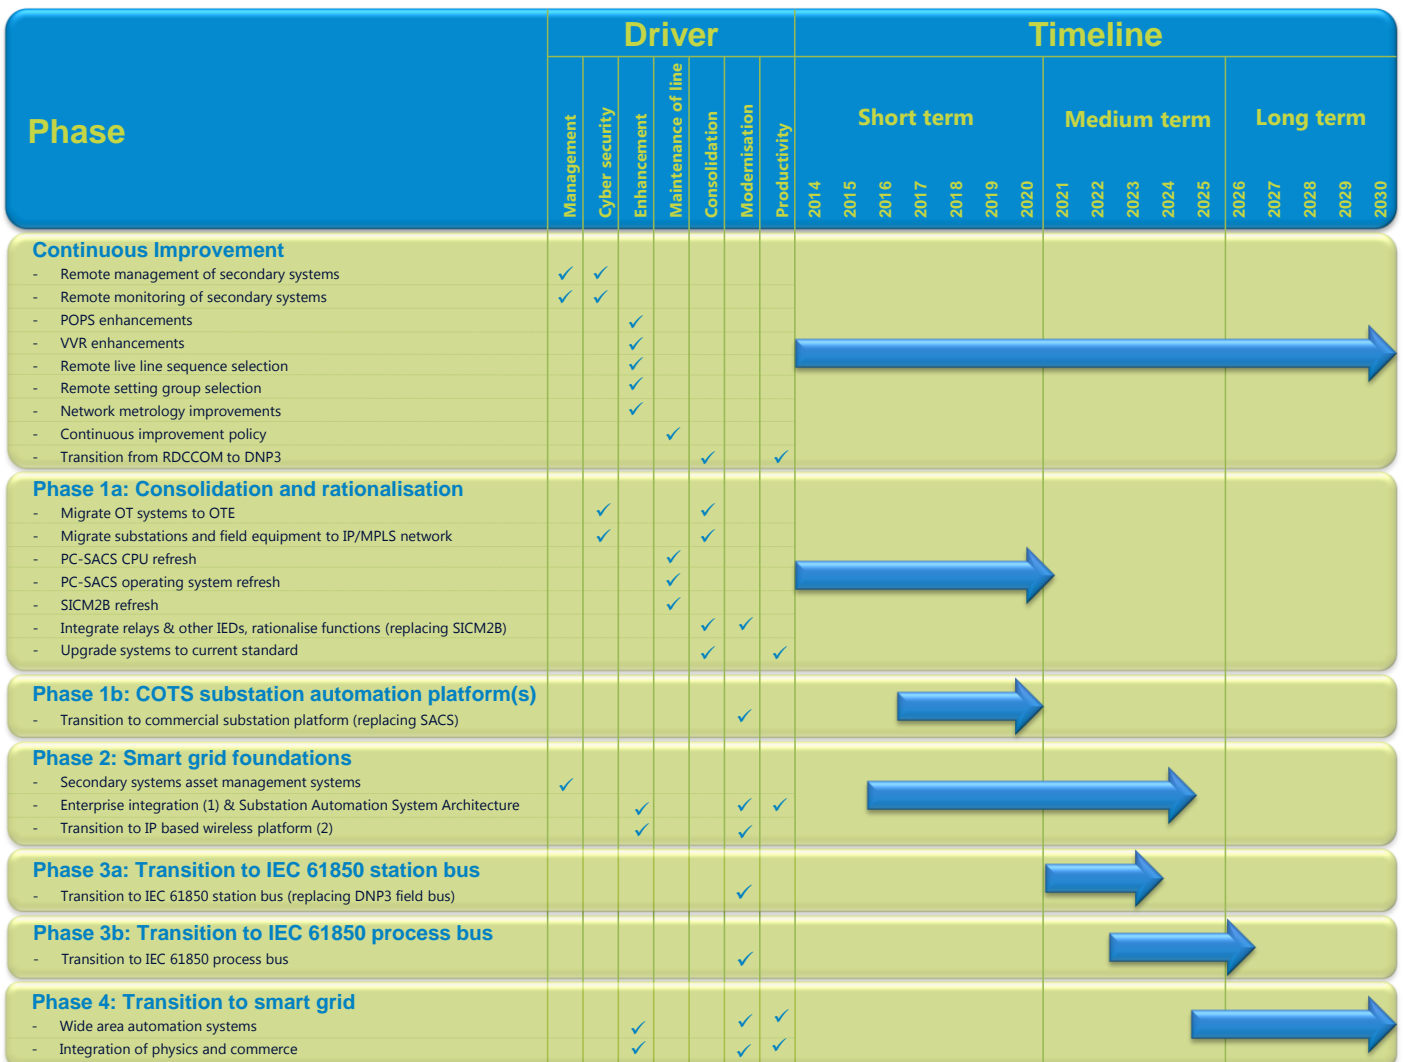 Driver
Timeline
Phase
Management
Cyber security
Enhancement
Maintenance of line
Consolidation
Modernisation
Productivity
Short term
Medium term
Long term
2014
2015
2016
2017
2018
2019
2020
2021
2022
2023
2024
2025
2026
2027
2028
2029
2030
Continuous Improvement
- Remote management of secondary systems
- Remote monitoring of secondary systems
- POPS enhancements
- VVR enhancements
- Remote live line sequence selection
- Remote setting group selection
- Network metrology improvements
- Continuous improvement policy
- Transition from RDCCOM to DNP3
Phase 1a: Consolidation and rationalisation
- Migrate OT systems to OTE
- Migrate substations and field equipment to IP/MPLS network
- PC-SACS CPU refresh
- PC-SACS operating system refresh
- SICM2B refresh
- Integrate relays & other IEDs, rationalise functions (replacing SICM2B)
- Upgrade systems to current standard
Phase 1b: COTS substation automation platform(s)
- Transition to commercial substation platform (replacing SACS)
Phase 2: Smart grid foundations
- Secondary systems asset management systems
- Enterprise integration (1) & Substation Automation System Architecture
- Transition to IP based wireless platform (2)
Phase 3a: Transition to IEC 61850 station bus
- Transition to IEC 61850 station bus (replacing DNP3 field bus)
Phase 3b: Transition to IEC 61850 process bus
- Transition to IEC 61850 process bus
Phase 4: Transition to smart grid
- Wide area automation systems
- Integration of physics and commerce